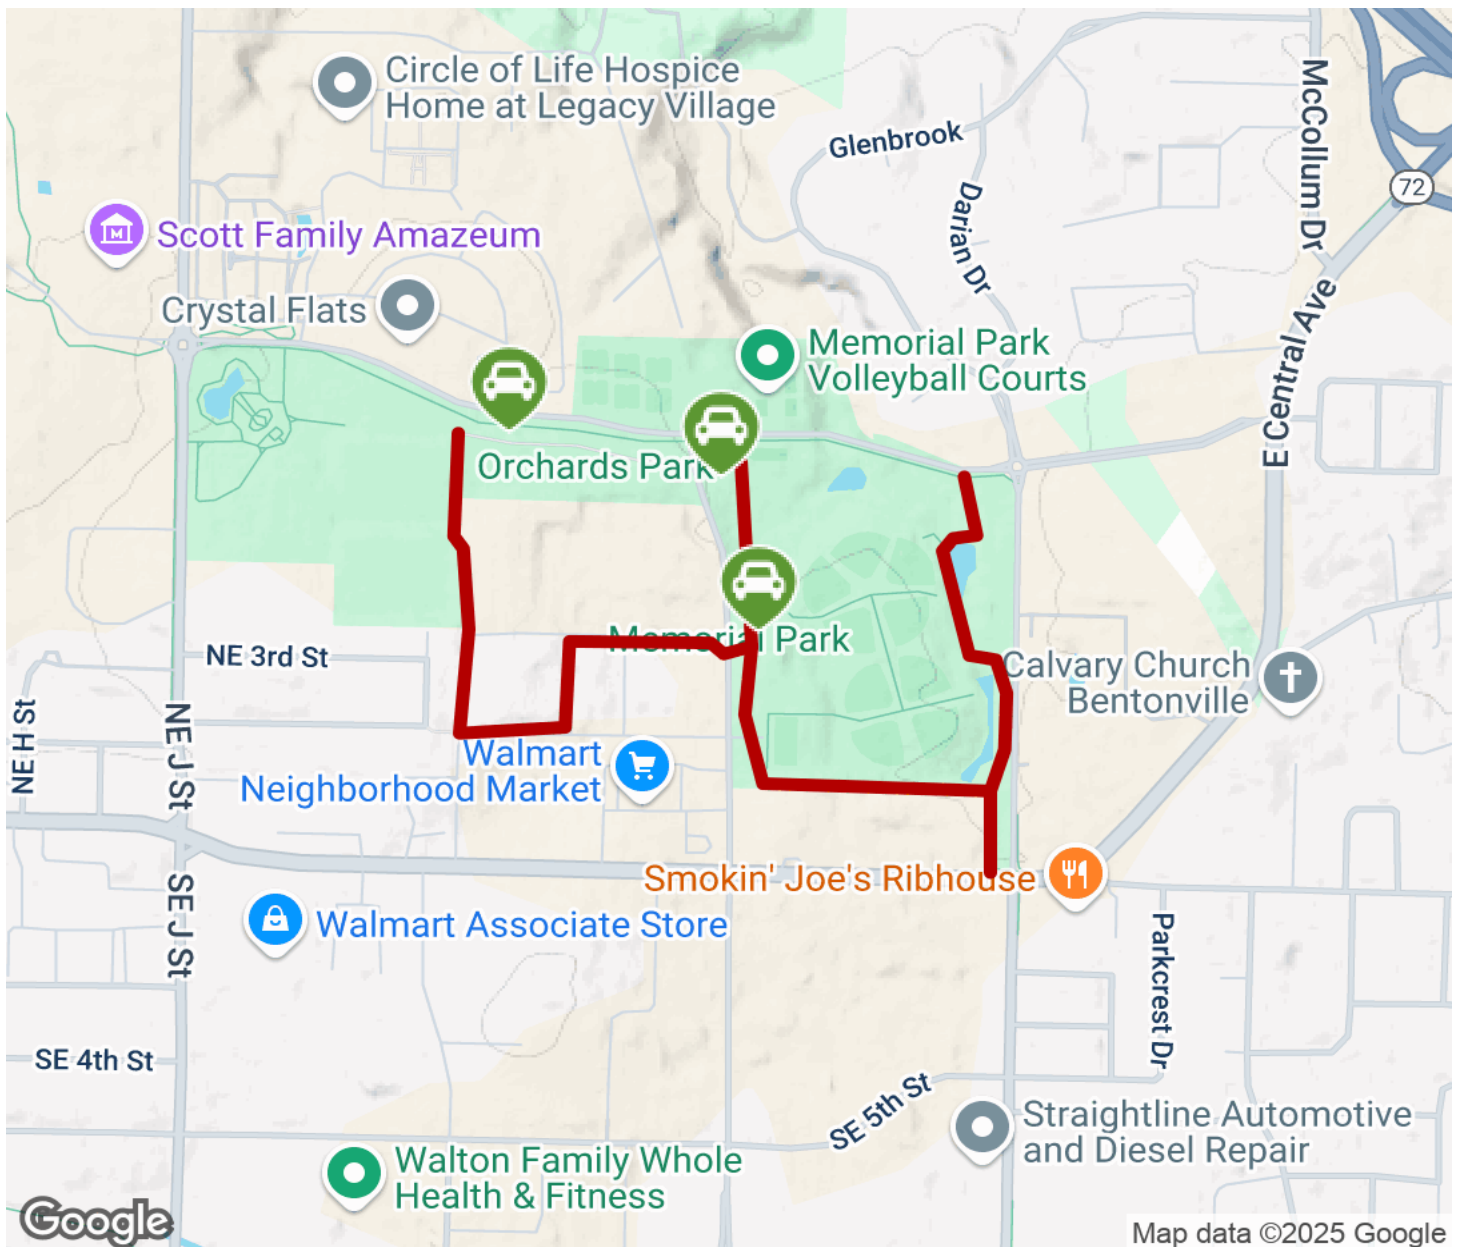 Circle of Life Hospice
Home at Legacy Village
McCollum Dr
Glenbrook
72
Darian Dr
Scott Family Amazeum
Crystal Flats
E Central Ave
Memorial Park
Volleyball Courts
Orchards Park
Memorial Park
NE 3rd St
Calvary Church
Bentonville
NE H St
NE J St
Walmart
Neighborhood Market
Smokin' Joe's Ribhouse
SE J St
Walmart Associate Store
Parkcrest Dr
SE 4th St
SE 5th St
Straightline Automotive
and Diesel Repair
Walton Family Whole
Health & Fitness
Google
Map data ©2025 Google